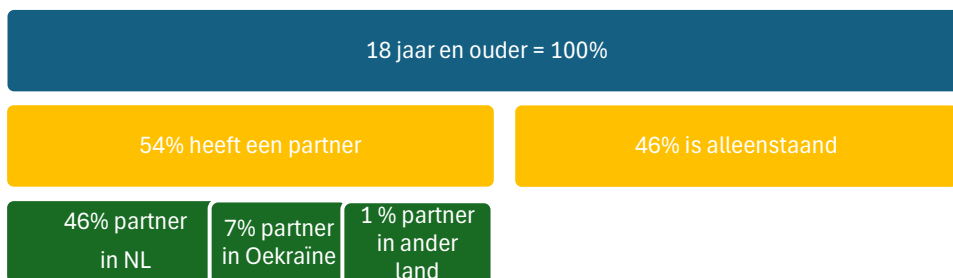 18 jaar en ouder = 100%
54% heeft een partner
46% is alleenstaand
46% partner
in NL
7% partner
in Oekraïne
1 % partner
in ander
land